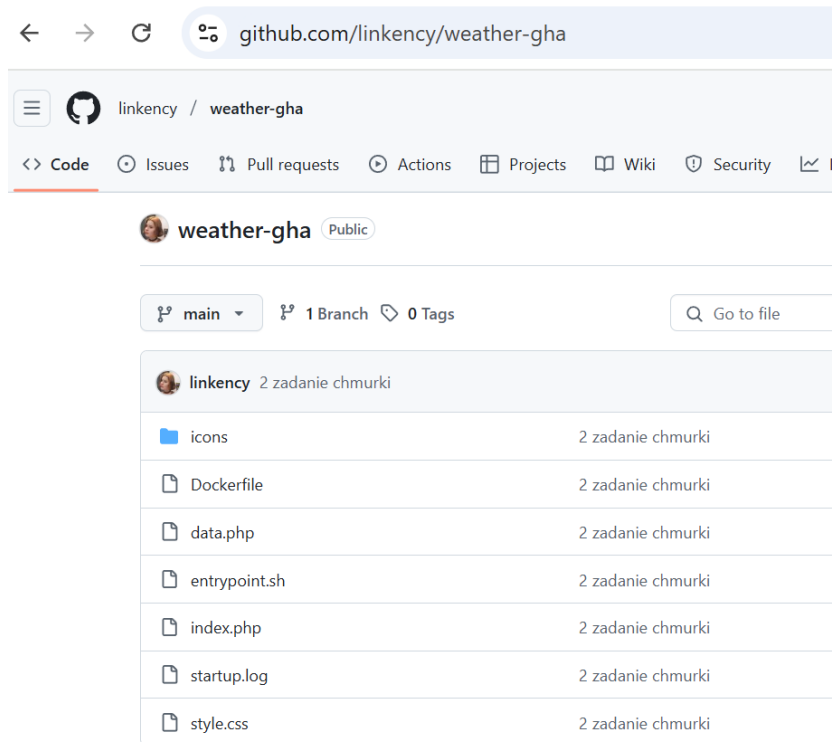 github.com/linkency/weather-gha
linkency / weather-gha
Code Issues Pull requests Actions Projects Wiki Security
weather-gha Public
main 1 Branch 0 Tags Go to file
linkency 2 zadanie chmurki
icons 2 zadanie chmurki
Dockerfile 2 zadanie chmurki
data.php 2 zadanie chmurki
entrypoint.sh 2 zadanie chmurki
index.php 2 zadanie chmurki
startup.log 2 zadanie chmurki
style.css 2 zadanie chmurki